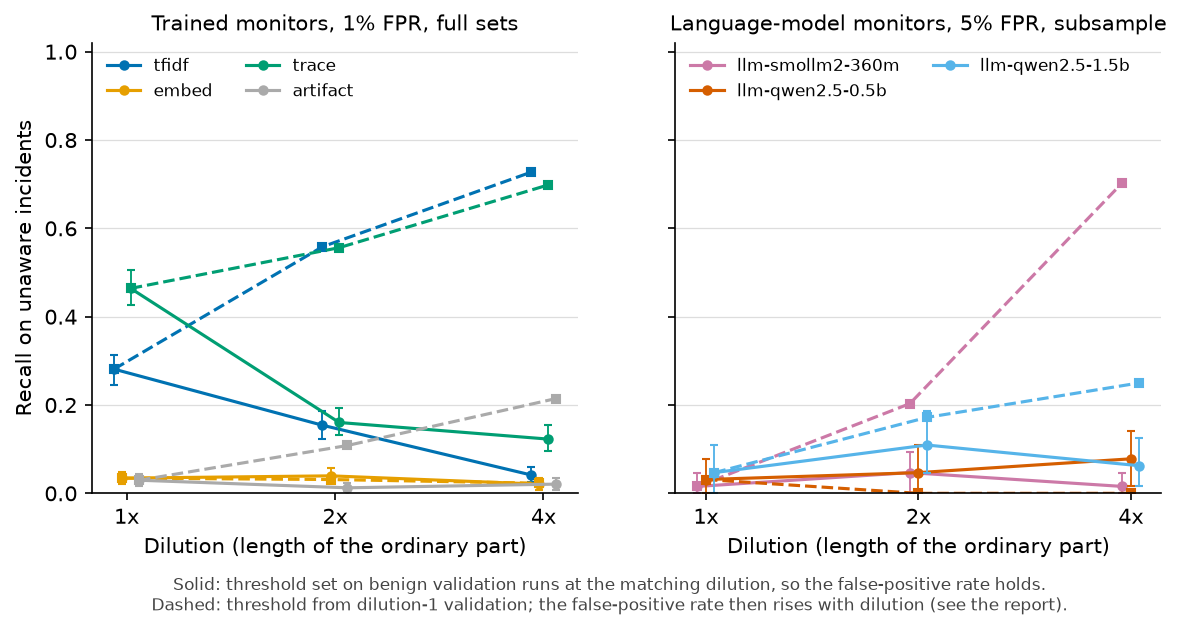 Trained monitors, 1% FPR, full sets
Language-model monitors, 5% FPR, subsample
1.0
0.8
0.6
0.4
0.2
0.0
Recall on unaware incidents
tfidf
embed
trace
artifact
llm-smollm2-360m
llm-qwen2.5-0.5b
llm-qwen2.5-1.5b
1x
2x
4x
1x
2x
4x
Dilution (length of the ordinary part)
Dilution (length of the ordinary part)
Solid: threshold set on benign validation runs at the matching dilution, so the false-positive rate holds.
Dashed: threshold from dilution-1 validation; the false-positive rate then rises with dilution (see the report).